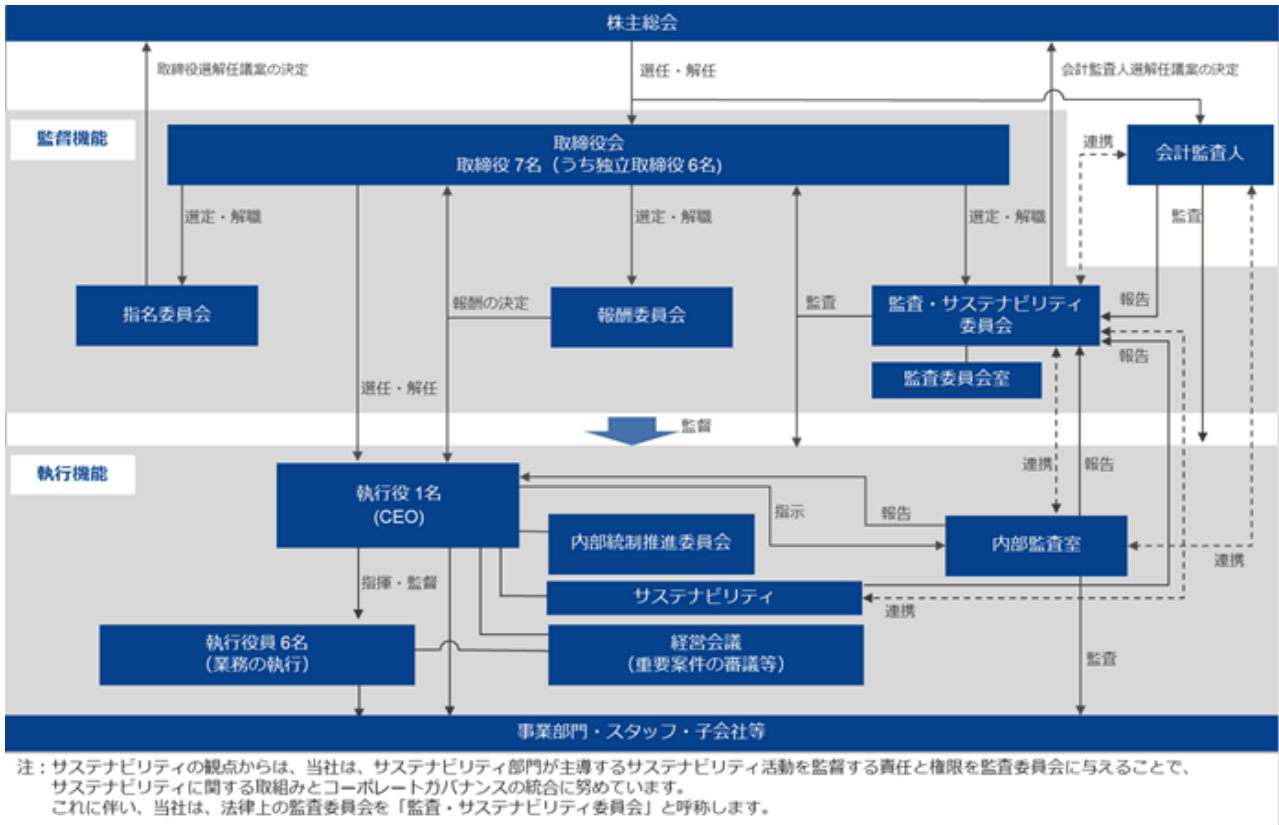 株主総会
取締役選解任議案の決定
選任・解任
会計監査人選解任議案の決定
監督機能
取締役会
取締役 7名（うち独立取締役 6名)
連携
会計監査人
選定・解職
選定・解職
選定・解職
監査
指名委員会
報酬の決定
報酬委員会
監査
監査・サステナビリティ
委員会
報告
報告
監査委員会室
選任・解任
監督
執行機能
連携
報告
執行役 1名
(CEO)
指示
報告
内部統制推進委員会
内部監査室
連携
指揮・監督
サステナビリティ
連携
執行役員 6名
（業務の執行）
経営会議
（重要案件の審議等）
監査
事業部門・スタッフ・子会社等
注：サステナビリティの観点からは、当社は、サステナビリティ部門が主導するサステナビリティ活動を監督する責任と権限を監査委員会に与えることで、
サステナビリティに関する取組みとコーポレートガバナンスの統合に努めています。
これに伴い、当社は、法律上の監査委員会を「監査・サステナビリティ委員会」と呼称します。